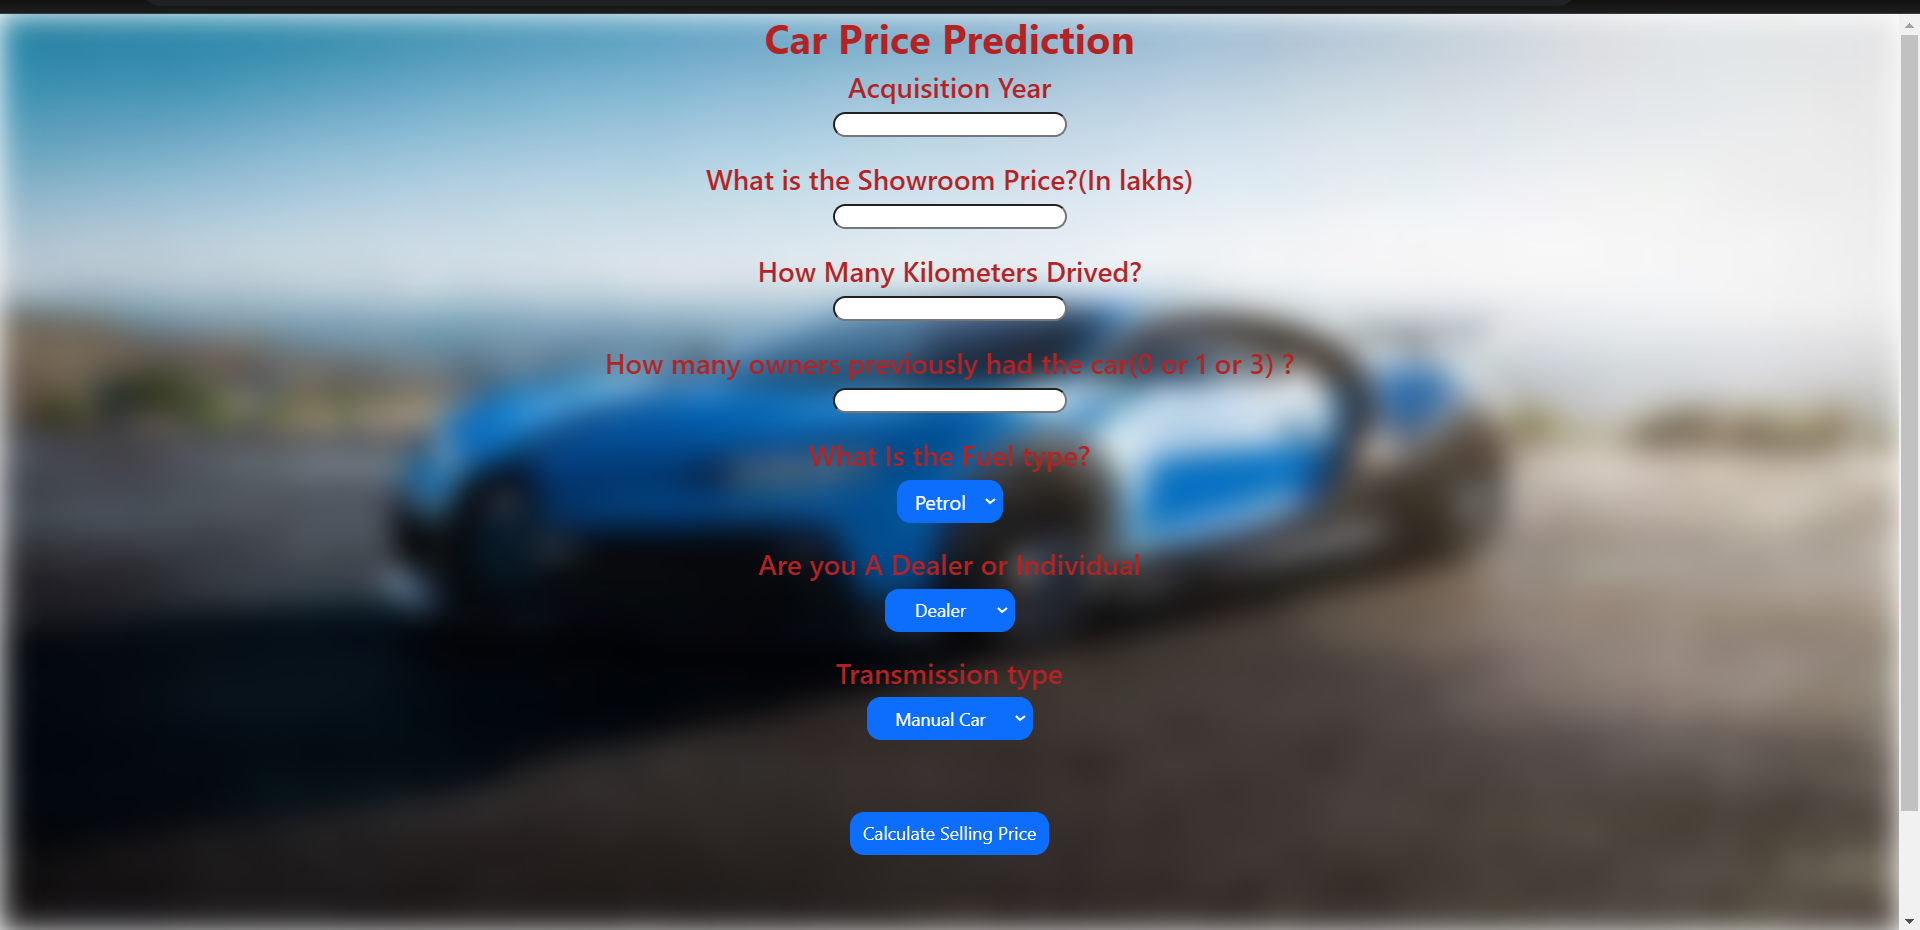 Car Price Prediction
Acquisition Year
What is the Showroom Price?(In lakhs)
How Many Kilometers Drived?
How many owners previously had the car(0 or 1 or 3) ?
What Is the Fuel type?
Petrol
Are you A Dealer or Individual
Dealer
Transmission type
Manual Car
Calculate Selling Price